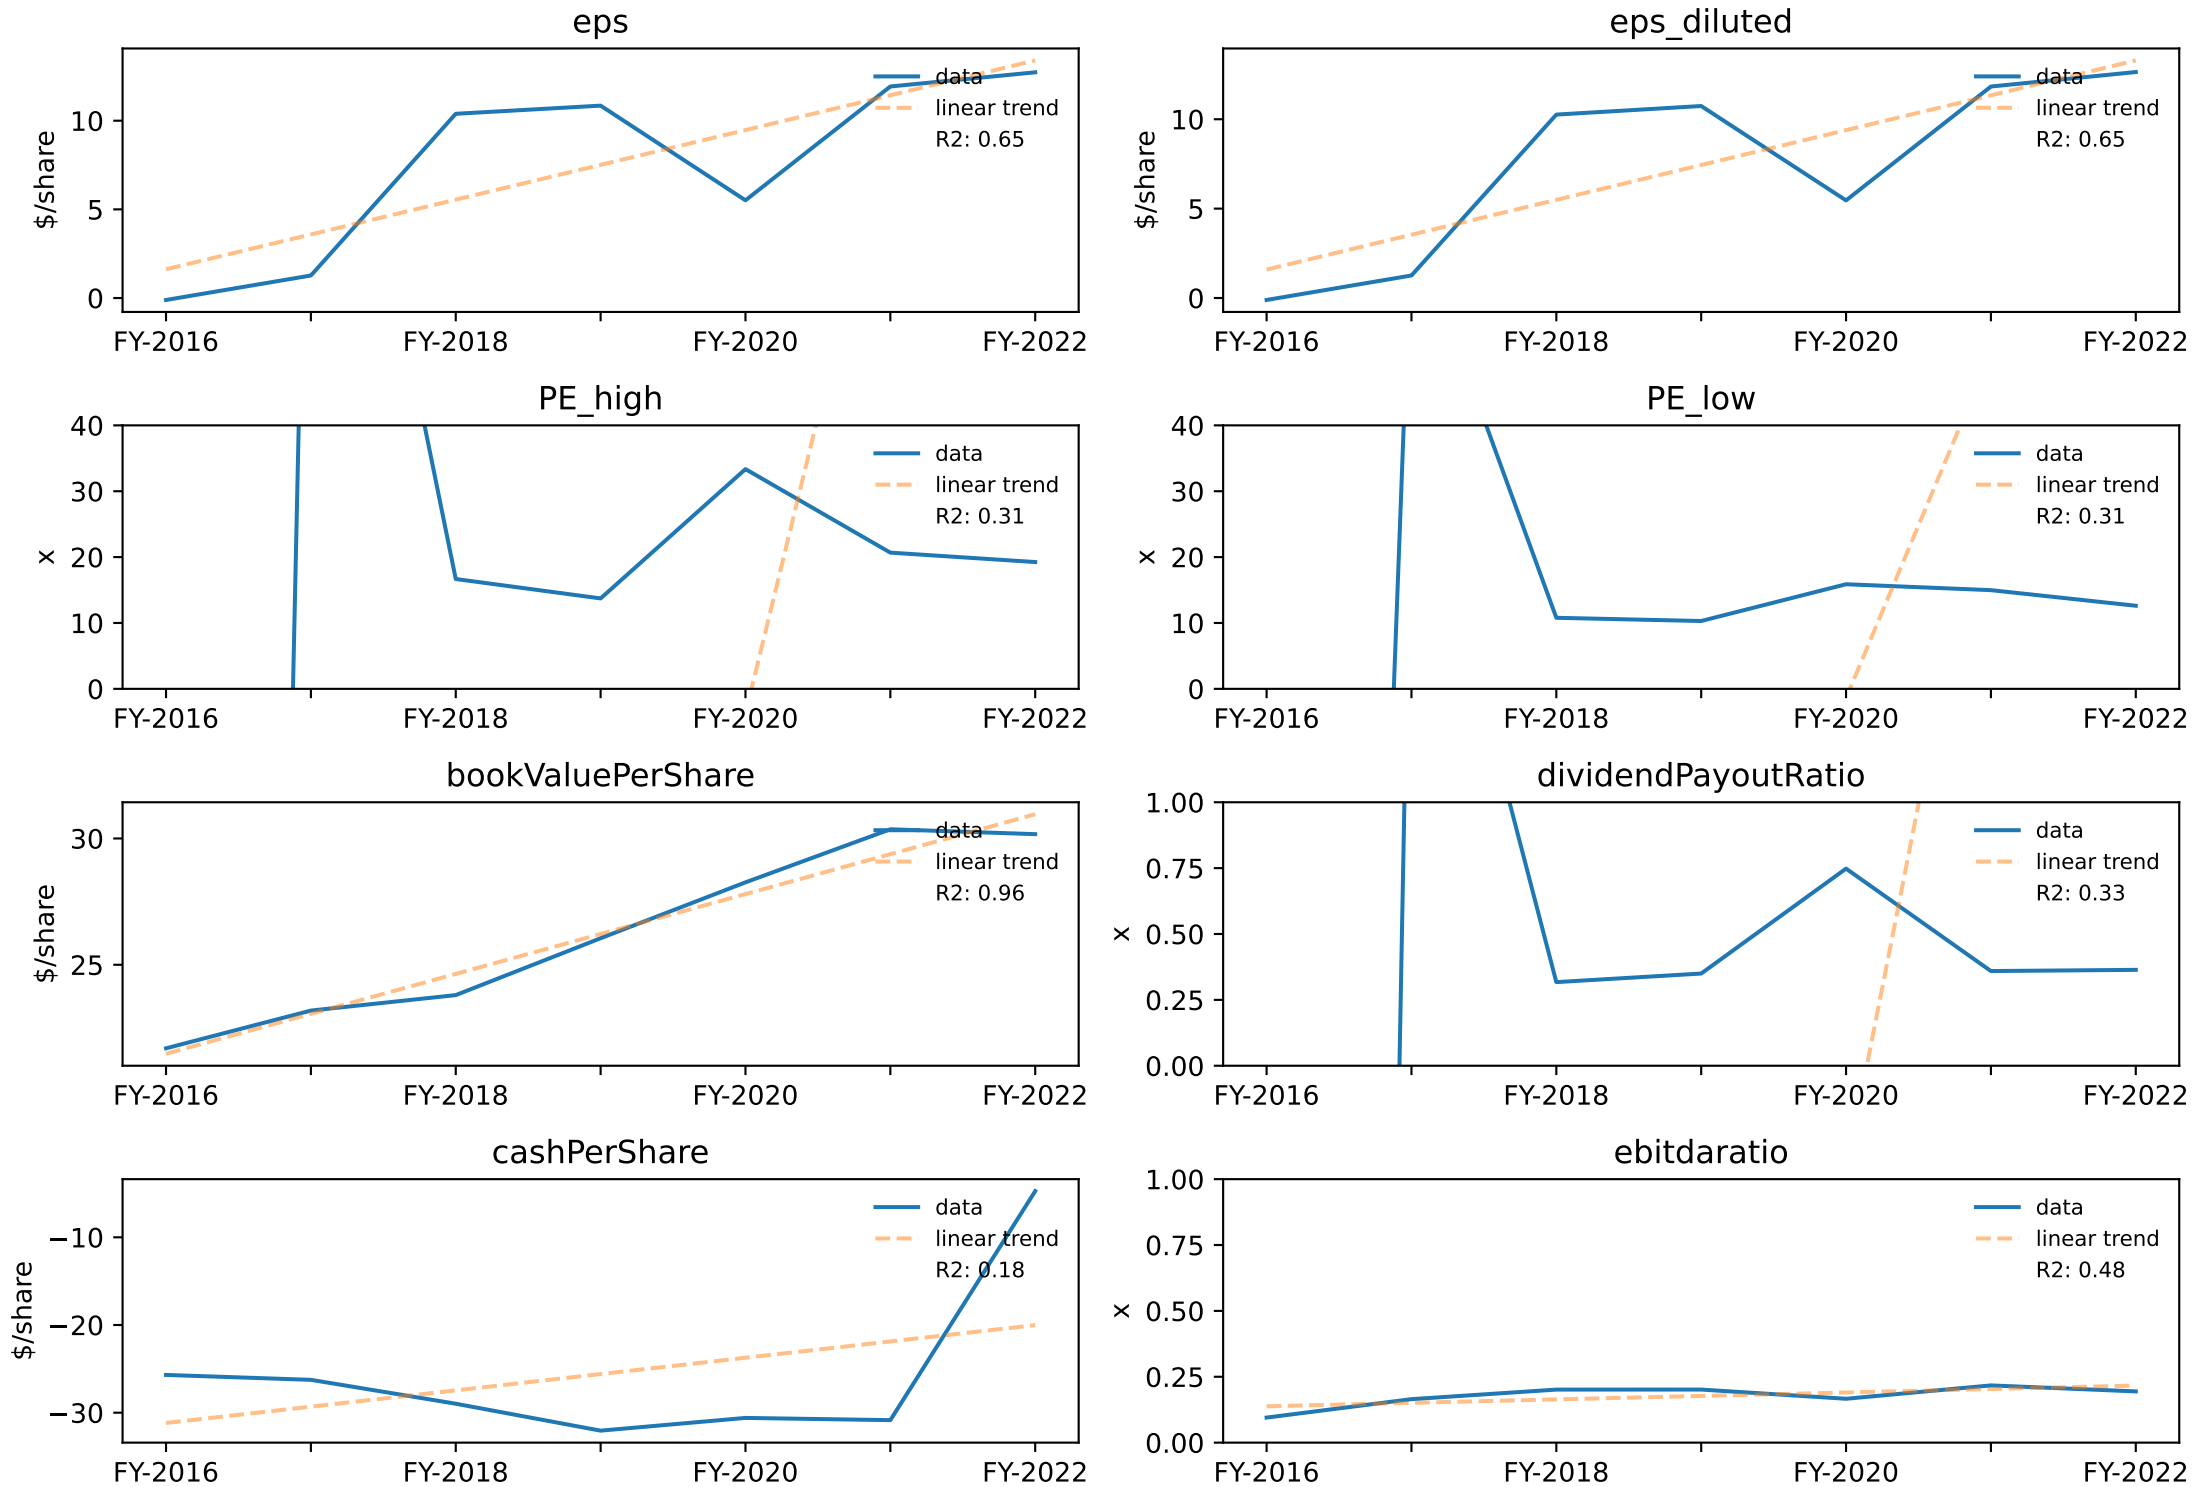 eps
$/share
10
5
0
data
linear trend
R2: 0.65
FY-2016
FY-2018
FY-2020
FY-2022
eps_diluted
$/share
10
5
0
data
linear trend
R2: 0.65
FY-2016
FY-2018
FY-2020
FY-2022
PE_high
x
40
30
20
10
0
data
linear trend
R2: 0.31
FY-2016
FY-2018
FY-2020
FY-2022
PE_low
x
40
30
20
10
0
data
linear trend
R2: 0.31
FY-2016
FY-2018
FY-2020
FY-2022
bookValuePerShare
$/share
30
25
data
linear trend
R2: 0.96
FY-2016
FY-2018
FY-2020
FY-2022
dividendPayoutRatio
x
1.00
0.75
0.50
0.25
0.00
data
linear trend
R2: 0.33
FY-2016
FY-2018
FY-2020
FY-2022
cashPerShare
$/share
−10
−20
−30
data
linear trend
R2: 0.18
FY-2016
FY-2018
FY-2020
FY-2022
ebitdaratio
x
1.00
0.75
0.50
0.25
0.00
data
linear trend
R2: 0.48
FY-2016
FY-2018
FY-2020
FY-2022